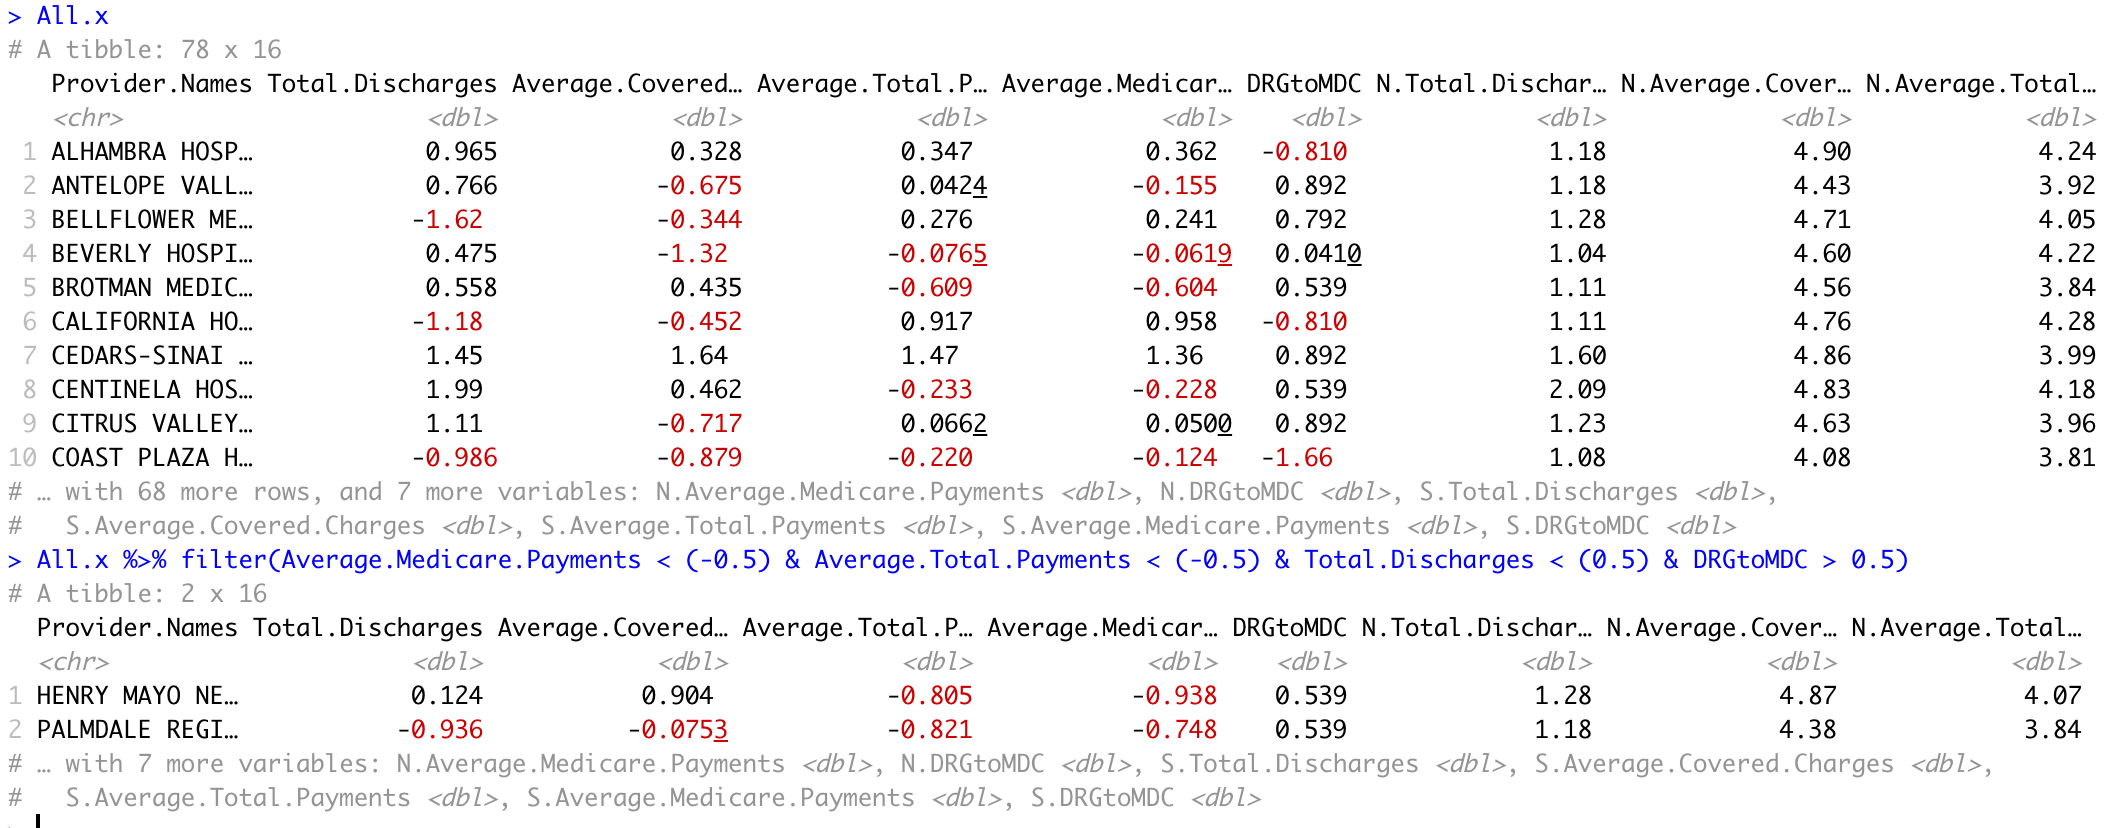 > All.x
# A tibble: 78 x 16
   Provider.Names Total.Discharges Average.Covered… Average.Total.P… Average.Medicar… DRGtoMDC N.Total.Dischar… N.Average.Cover… N.Average.Total…
   <chr> <dbl> <dbl> <dbl> <dbl> <dbl> <dbl> <dbl> <dbl>
 1 ALHAMBRA HOSP… 0.965 0.328 0.347 0.362 -0.810 1.18 4.90 4.24
 2 ANTELOPE VALL… 0.766 -0.675 0.0424 -0.155 0.892 1.18 4.43 3.92
 3 BELLFLOWER ME… -1.62 -0.344 0.276 0.241 0.792 1.28 4.71 4.05
 4 BEVERLY HOSPI… 0.475 -1.32 -0.0765 -0.0619 0.0410 1.04 4.60 4.22
 5 BROTMAN MEDIC… 0.558 0.435 -0.609 -0.604 0.539 1.11 4.56 3.84
 6 CALIFORNIA HO… -1.18 -0.452 0.917 0.958 -0.810 1.11 4.76 4.28
 7 CEDARS-SINAI … 1.45 1.64 1.47 1.36 0.892 1.60 4.86 3.99
 8 CENTINELA HOS… 1.99 0.462 -0.233 -0.228 0.539 2.09 4.83 4.18
 9 CITRUS VALLEY… 1.11 -0.717 0.0662 0.0500 0.892 1.23 4.63 3.96
10 COAST PLAZA H… -0.986 -0.879 -0.220 -0.124 -1.66 1.08 4.08 3.81
# … with 68 more rows, and 7 more variables: N.Average.Medicare.Payments <dbl>, N.DRGtoMDC <dbl>, S.Total.Discharges <dbl>,
#   S.Average.Covered.Charges <dbl>, S.Average.Total.Payments <dbl>, S.Average.Medicare.Payments <dbl>, S.DRGtoMDC <dbl>
> All.x %>% filter(Average.Medicare.Payments < (-0.5) & Average.Total.Payments < (-0.5) & Total.Discharges < (0.5) & DRGtoMDC > 0.5)
# A tibble: 2 x 16
  Provider.Names Total.Discharges Average.Covered… Average.Total.P… Average.Medicar… DRGtoMDC N.Total.Dischar… N.Average.Cover… N.Average.Total…
  <chr> <dbl> <dbl> <dbl> <dbl> <dbl> <dbl> <dbl> <dbl>
1 HENRY MAYO NE… 0.124 0.904 -0.805 -0.938 0.539 1.28 4.87 4.07
2 PALMDALE REGI… -0.936 -0.0753 -0.821 -0.748 0.539 1.18 4.38 3.84
# … with 7 more variables: N.Average.Medicare.Payments <dbl>, N.DRGtoMDC <dbl>, S.Total.Discharges <dbl>, S.Average.Covered.Charges <dbl>,
#   S.Average.Total.Payments <dbl>, S.Average.Medicare.Payments <dbl>, S.DRGtoMDC <dbl>